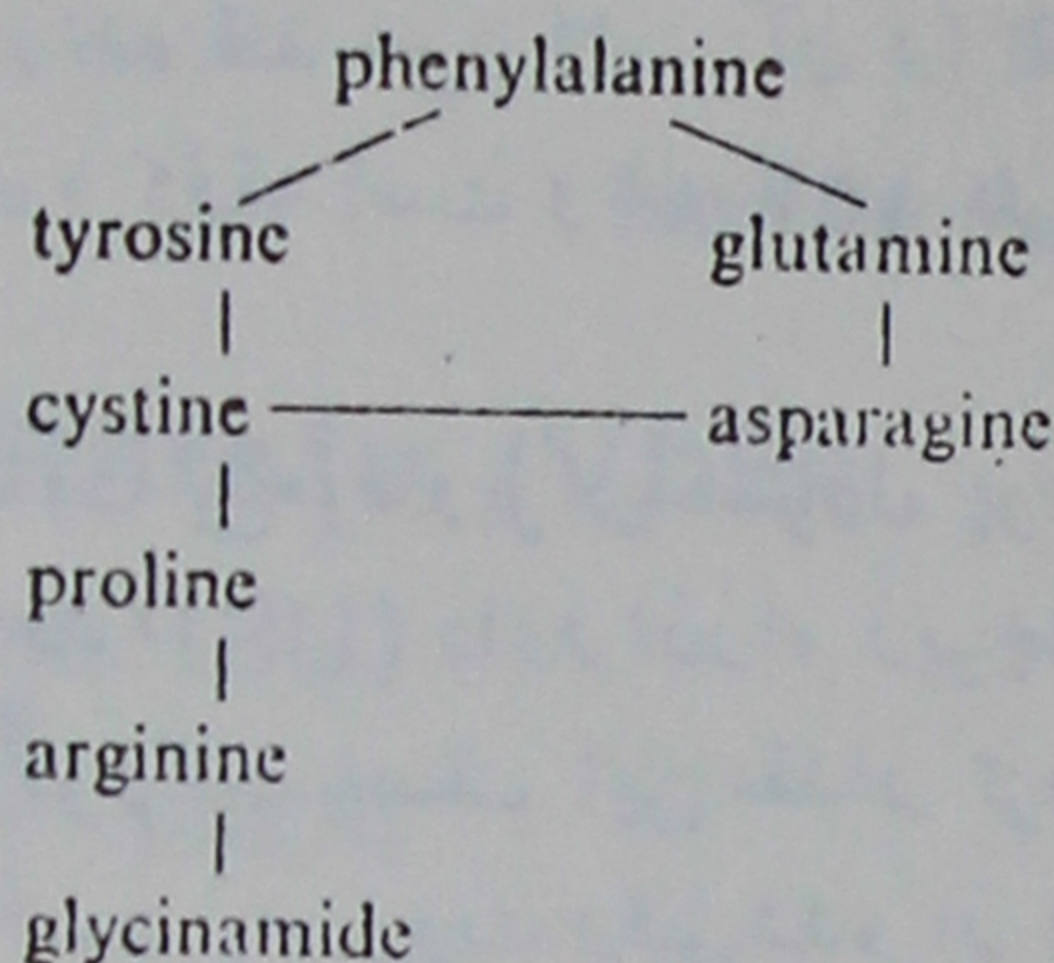 phenylalanine
tyrosine glutamine
cystine asparagine
proline
arginine
glycinamide